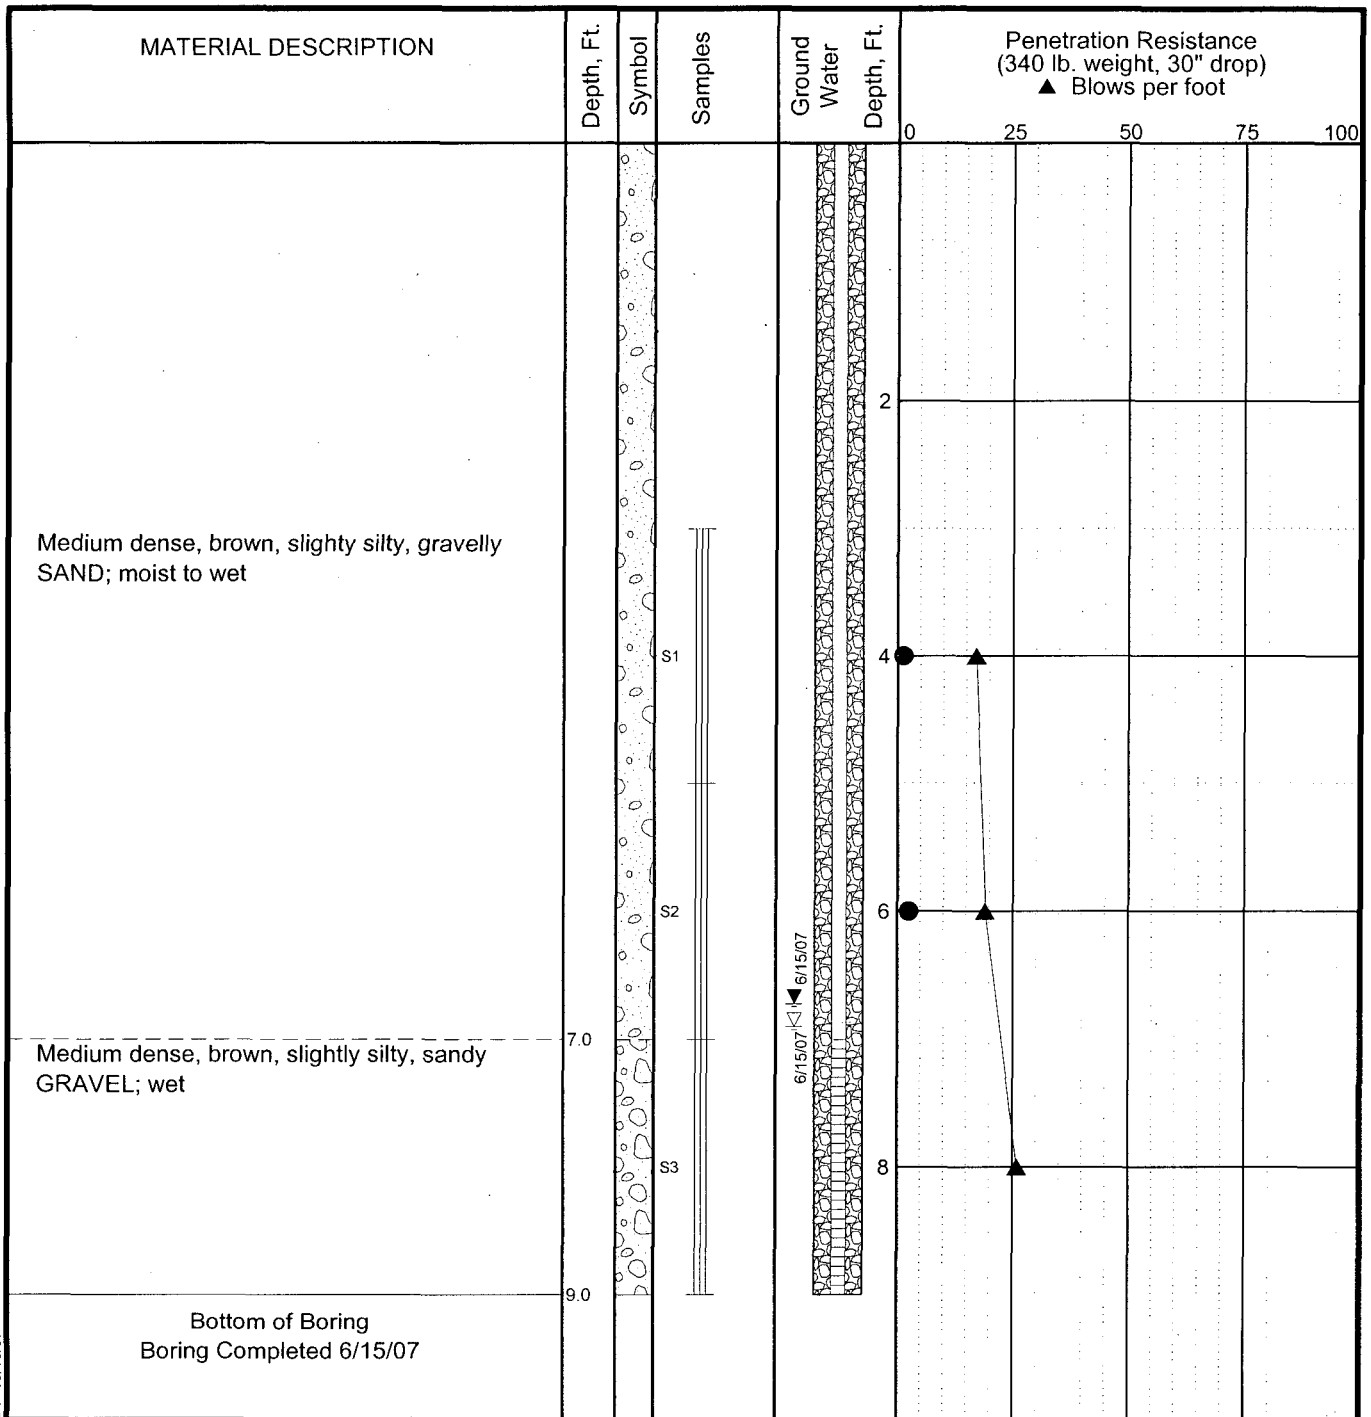 MATERIAL DESCRIPTION
Depth, Ft.
Symbol
Samples
Ground
Water
Depth, Ft.
Penetration Resistance
(340 lb. weight, 30" drop)
▲ Blows per foot
0 25 50 75 100
2
Medium dense, brown, slighty silty, gravelly
SAND; moist to wet
S1
4
S2
6
6/15/07
6/15/07
7.0
Medium dense, brown, slightly silty, sandy
GRAVEL; wet
S3
8
9.0
Bottom of Boring
Boring Completed 6/15/07